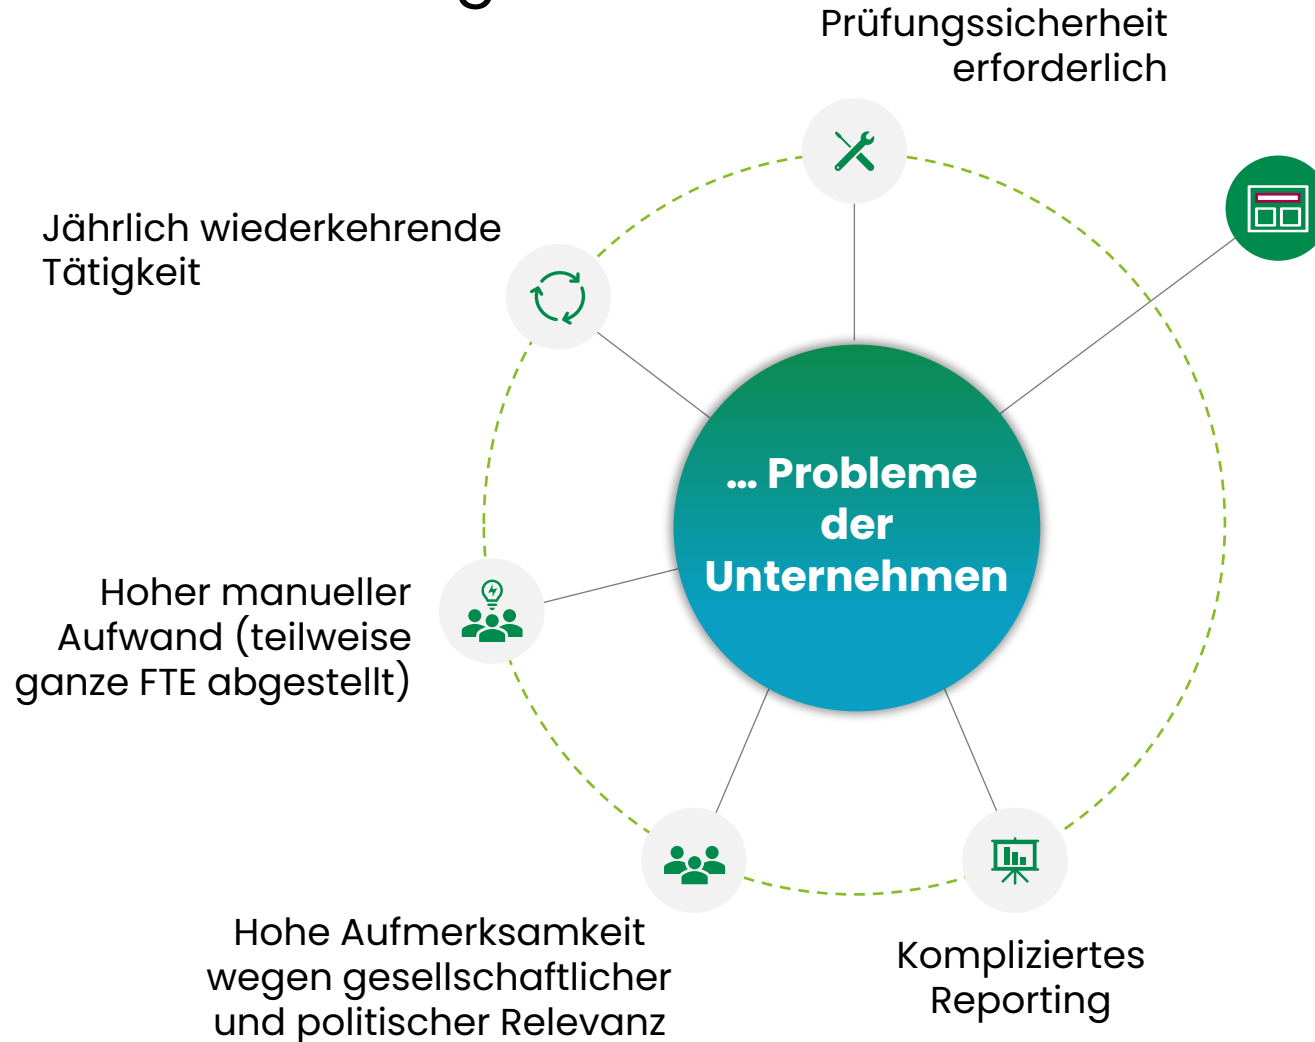 Prüfungssicherheit
erforderlich
Jährlich wiederkehrende
Tätigkeit
... Probleme
der
Unternehmen
Hoher manueller
Aufwand (teilweise
ganze FTE abgestellt)
Hohe Aufmerksamkeit
wegen gesellschaftlicher
und politischer Relevanz
Kompliziertes
Reporting